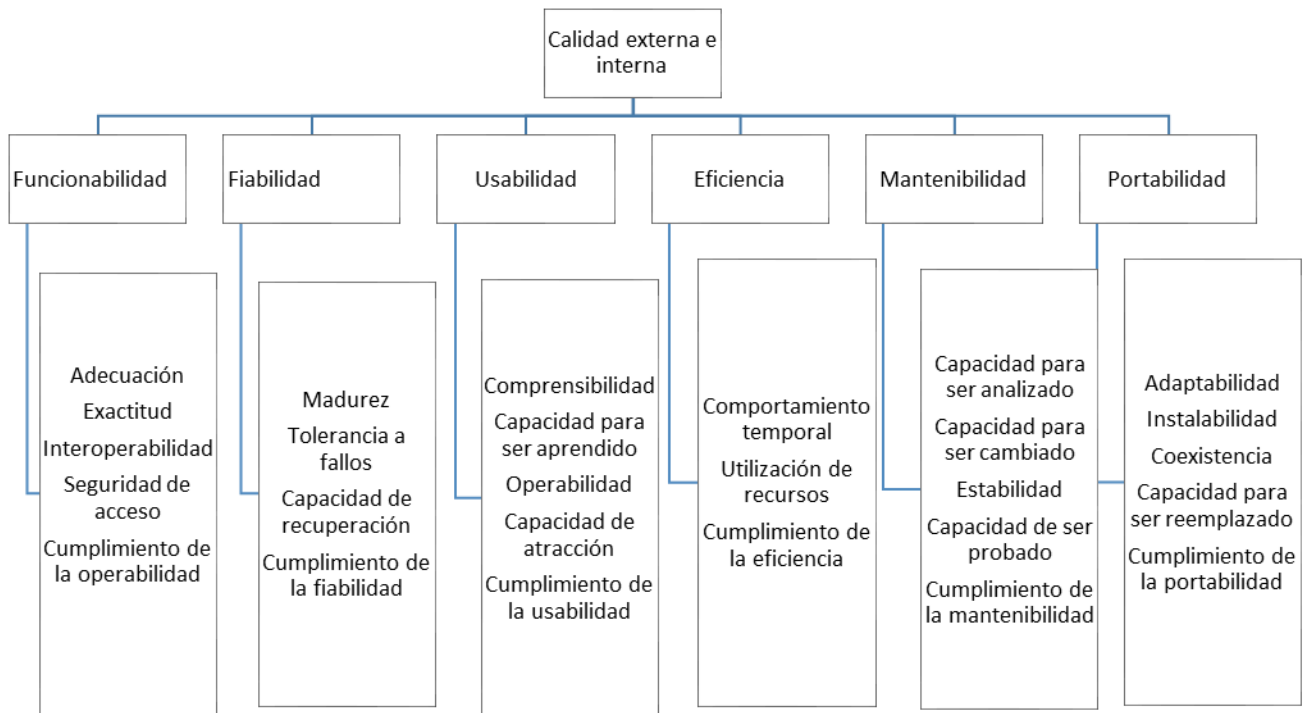 Calidad externa e
interna
Funcionabilidad
Fiabilidad
Usabilidad
Eficiencia
Mantenibilidad
Portabilidad
Adecuación
Exactitud
Interoperabilidad
Seguridad de
acceso
Cumplimiento de
la operabilidad
Madurez
Tolerancia a
fallos
Capacidad de
recuperación
Cumplimiento de
la fiabilidad
Comprensibilidad
Capacidad para
ser aprendido
Operabilidad
Capacidad de
atracción
Cumplimiento de
la usabilidad
Comportamiento
temporal
Utilización de
recursos
Cumplimiento de
la eficiencia
Capacidad para
ser analizado
Capacidad para
ser cambiado
Estabilidad
Capacidad de ser
probado
Cumplimiento de
la mantenibilidad
Adaptabilidad
Instalabilidad
Coexistencia
Capacidad para
ser reemplazado
Cumplimiento de
la portabilidad